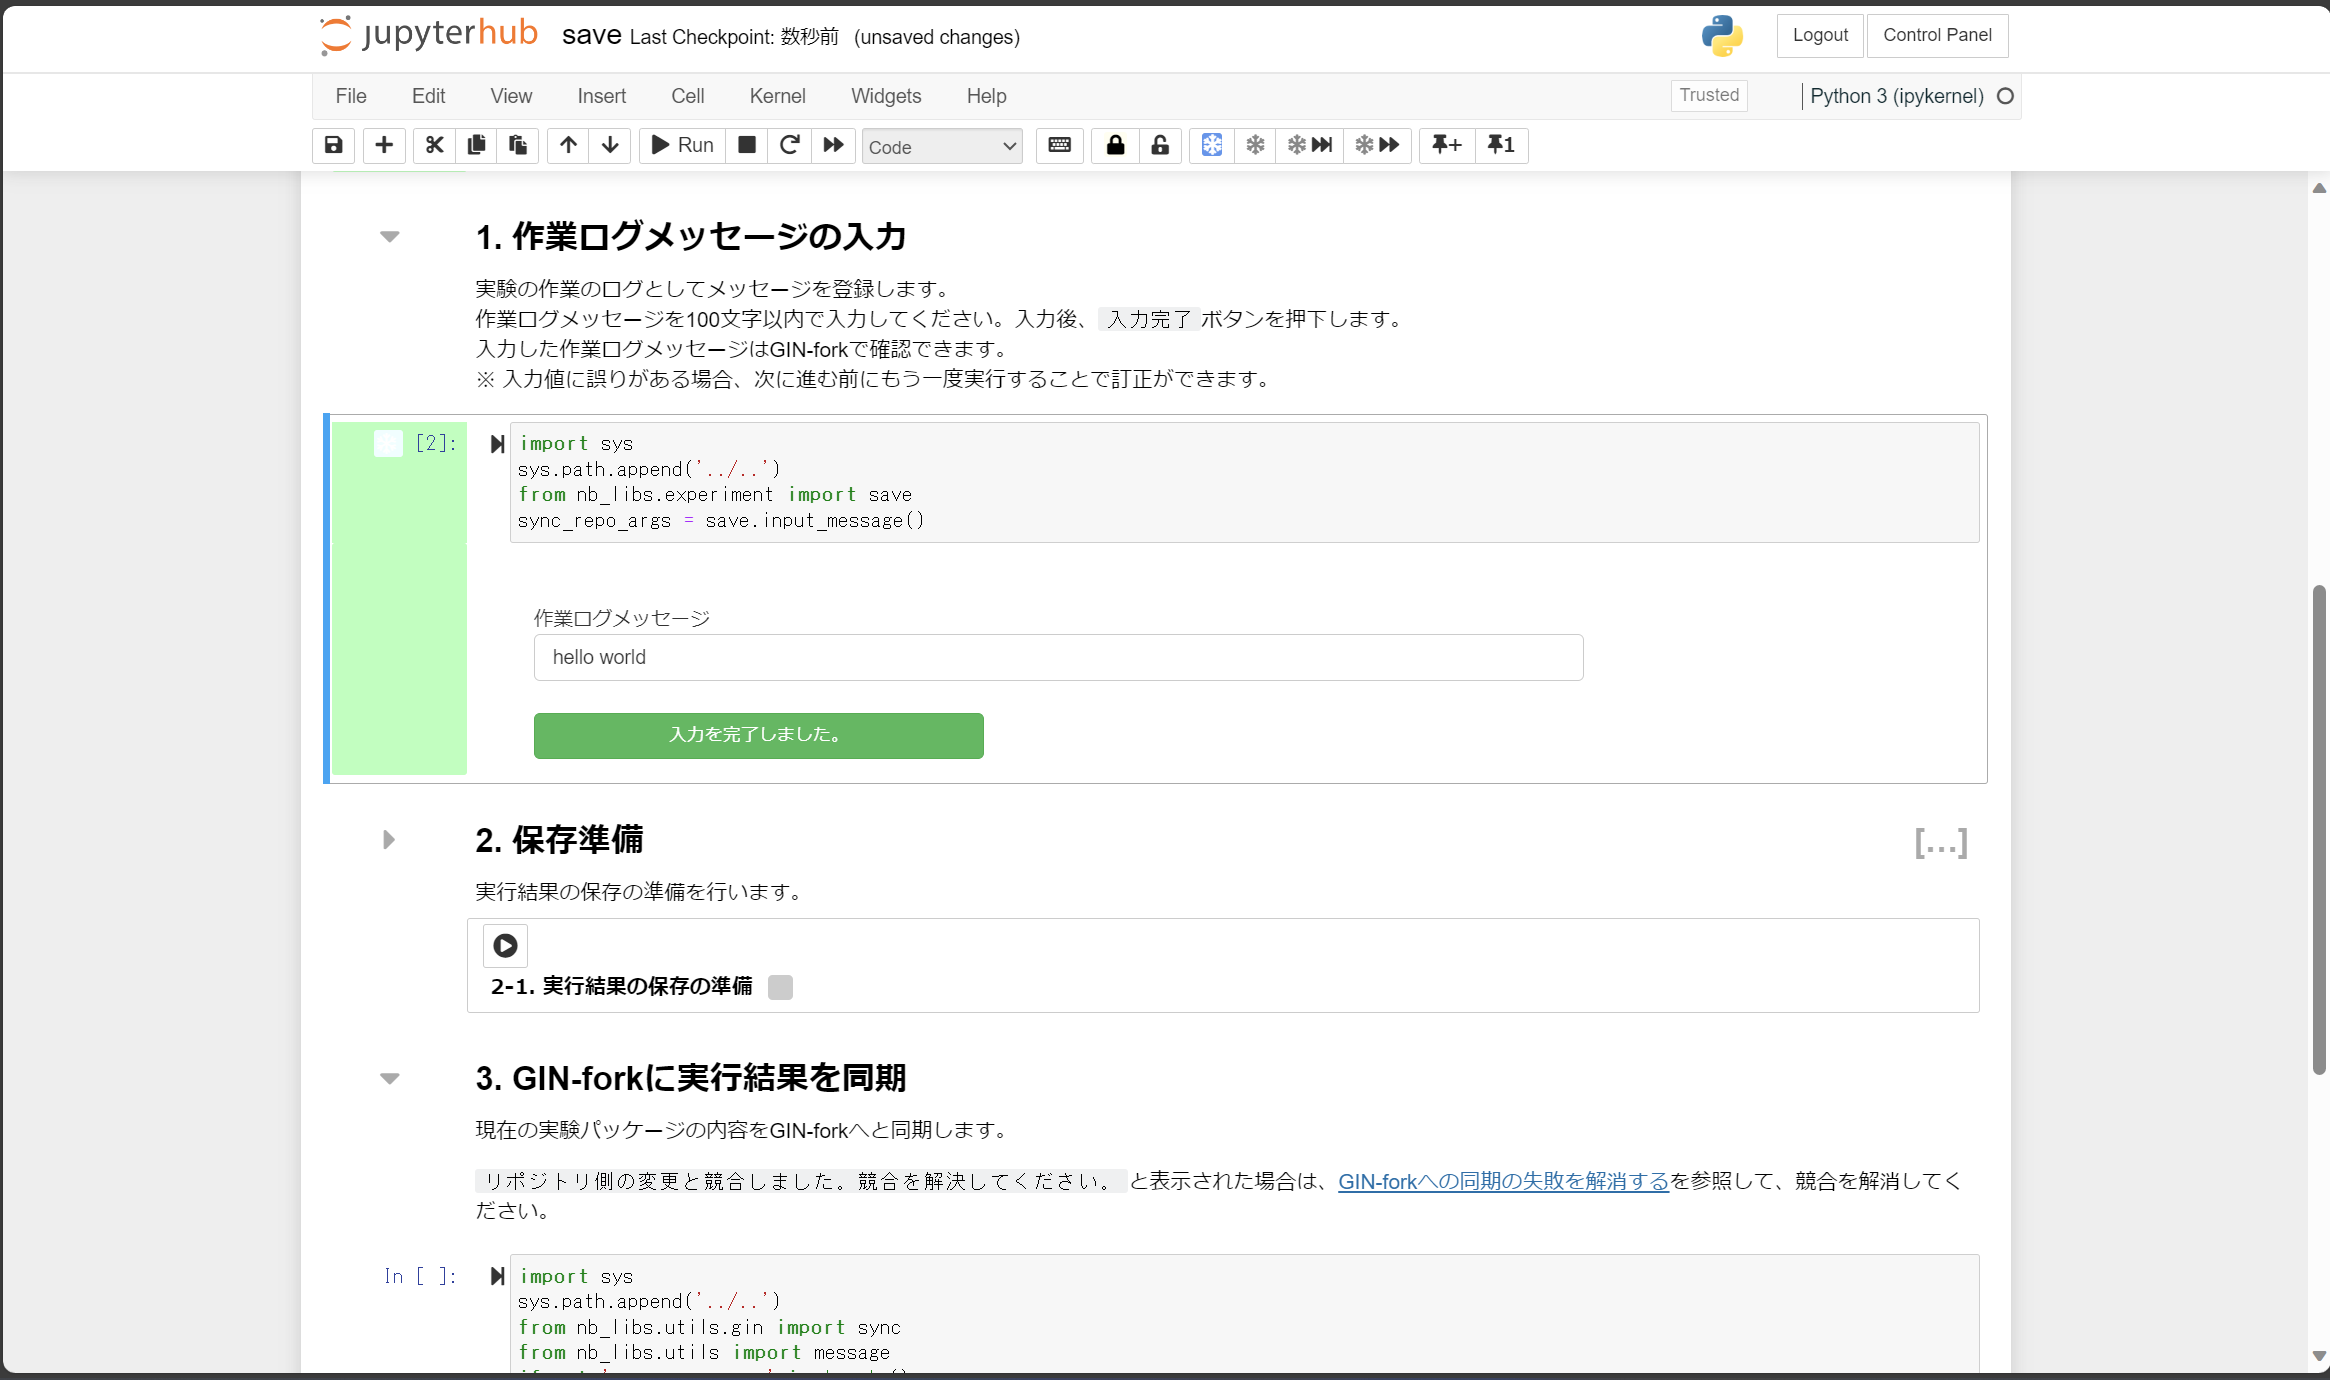 jupyterhub save Last Checkpoint: 数秒前 (unsaved changes) Logout Control Panel
File Edit View Insert Cell Kernel Widgets Help Trusted Python 3 (ipykernel)
Run Code +1
1. 作業ログメッセージの入力
実験の作業のログとしてメッセージを登録します。
作業ログメッセージを100文字以内で入力してください。入力後、 入力完了 ボタンを押下します。
入力した作業ログメッセージはGIN-forkで確認できます。
※ 入力値に誤りがある場合、次に進む前にもう一度実行することで訂正ができます。
[2]: import sys
sys.path.append('../..')
from nb_libs.experiment import save
sync_repo_args = save.input_message()
作業ログメッセージ
hello world
入力を完了しました。
2. 保存準備 [...]
実行結果の保存の準備を行います。
2-1. 実行結果の保存の準備
3. GIN-forkに実行結果を同期
現在の実験パッケージの内容をGIN-forkへと同期します。
リポジトリ側の変更と競合しました。競合を解決してください。 と表示された場合は、GIN-forkへの同期の失敗を解消するを参照して、競合を解消してく
ださい。
In [ ]: import sys
sys.path.append('../..')
from nb_libs.utils.gin import sync
from nb_libs.utils import message